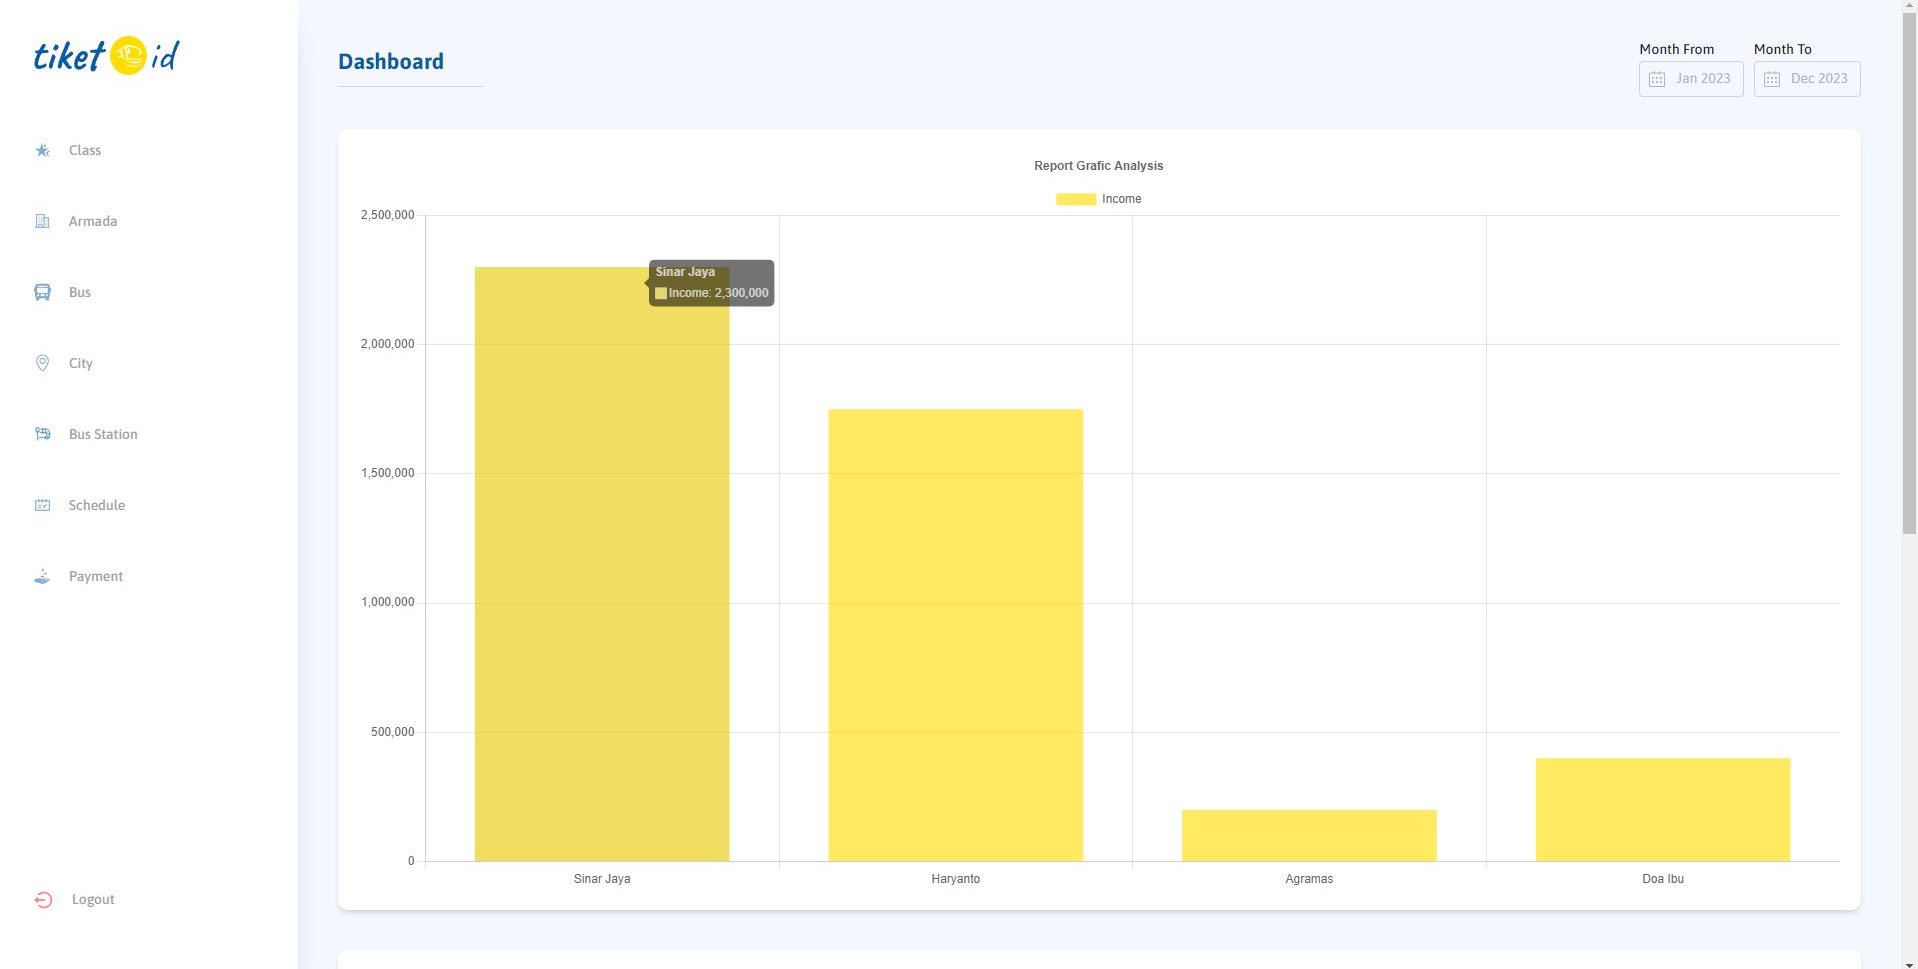 tiket id
Class
Armada
Bus
City
Bus Station
Schedule
Payment
Logout
Dashboard
Month From
Jan 2023
Month To
Dec 2023
Report Grafic Analysis
Income
2,500,000
2,000,000
1,500,000
1,000,000
500,000
0
Sinar Jaya
Income: 2,300,000
Sinar Jaya
Haryanto
Agramas
Doa Ibu